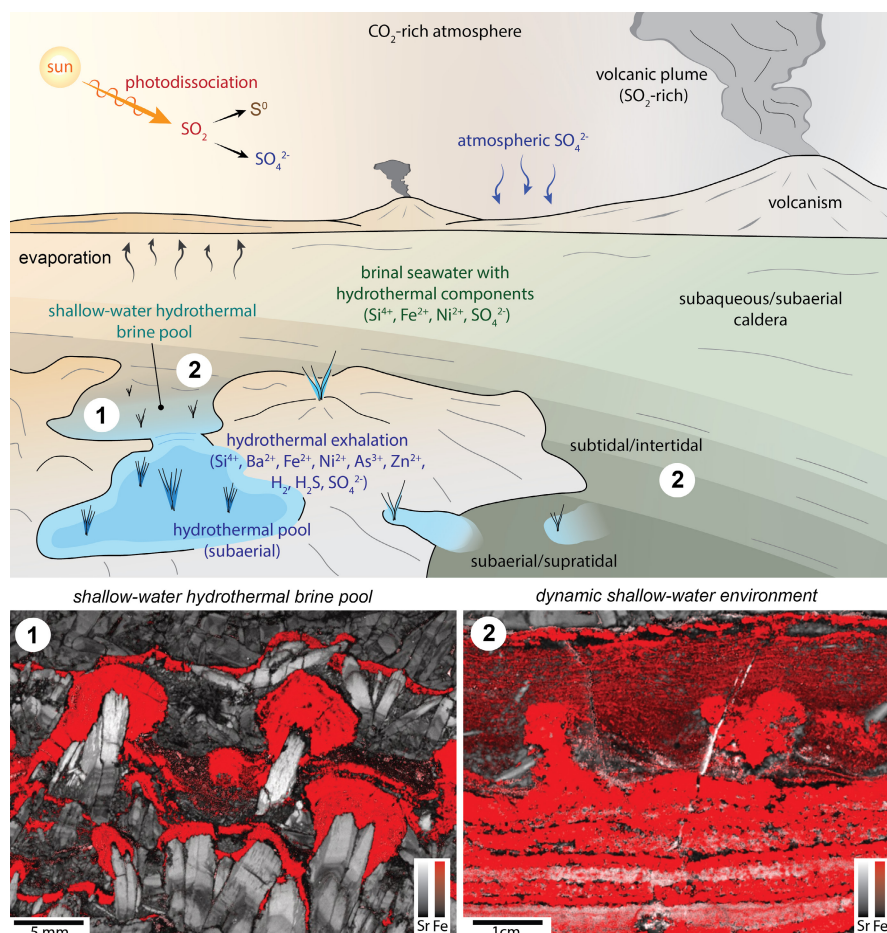 CO₂-rich atmosphere
sun
photodissociation
SO₂
S⁰
SO₄²⁻
volcanic plume
(SO₂-rich)
atmospheric SO₄²⁻
volcanism
evaporation
brinal seawater with
hydrothermal components
(Si⁴⁺, Fe²⁺, Ni²⁺, SO₄²⁻)
subaqueous/subaerial
caldera
shallow-water hydrothermal
brine pool
2
1
hydrothermal exhalation
(Si⁴⁺, Ba²⁺, Fe²⁺, Ni²⁺, As³⁺, Zn²⁺,
H₂, H₂S, SO₄²⁻)
subtidal/intertidal
2
hydrothermal pool
(subaerial)
subaerial/supratidal
shallow-water hydrothermal brine pool
1
Sr Fe
5 mm
dynamic shallow-water environment
2
Sr Fe
1cm